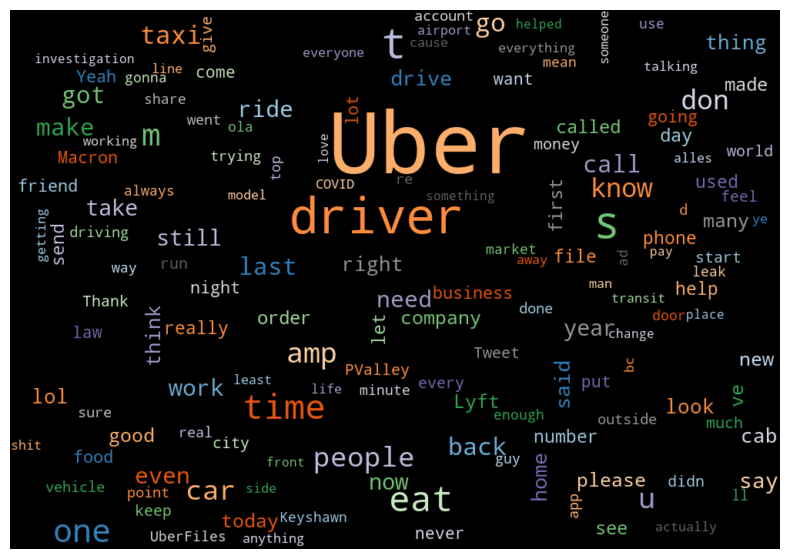 account
go
helped
use
taxi
give
t
cause
airport
everyone
everything
someone
thing
investigation
Yeah
gonna
line
come
drive
want
mean
talking
got
share
ride
lot
Uber
don
made
make
m
went
ola
called
going
day
working
Macron
trying
top
love
money
call
alles
world
friend
always
model
COVID
re
something
first
know
used
feel
take
driver
s
many
d
ye
getting
send
driving
still
phone
way
run
last
right
market
away
file
ad
pay
start
leak
Thank
night
need
business
man
help
transit
law
think
really
order
let
company
done
year
door
place
change
amp
Tweet
PValley
bc
new
lol
work
least
life
minute
every
said
put
ve
sure
time
Lyft
enough
look
much
good
real
city
people
back
number
outside
cab
shit
food
front
guy
even
now
home
please
didn
say
vehicle
point
car
side
eat
app
u
ll
keep
today
Keyshawn
one
UberFiles
anything
never
see
actually